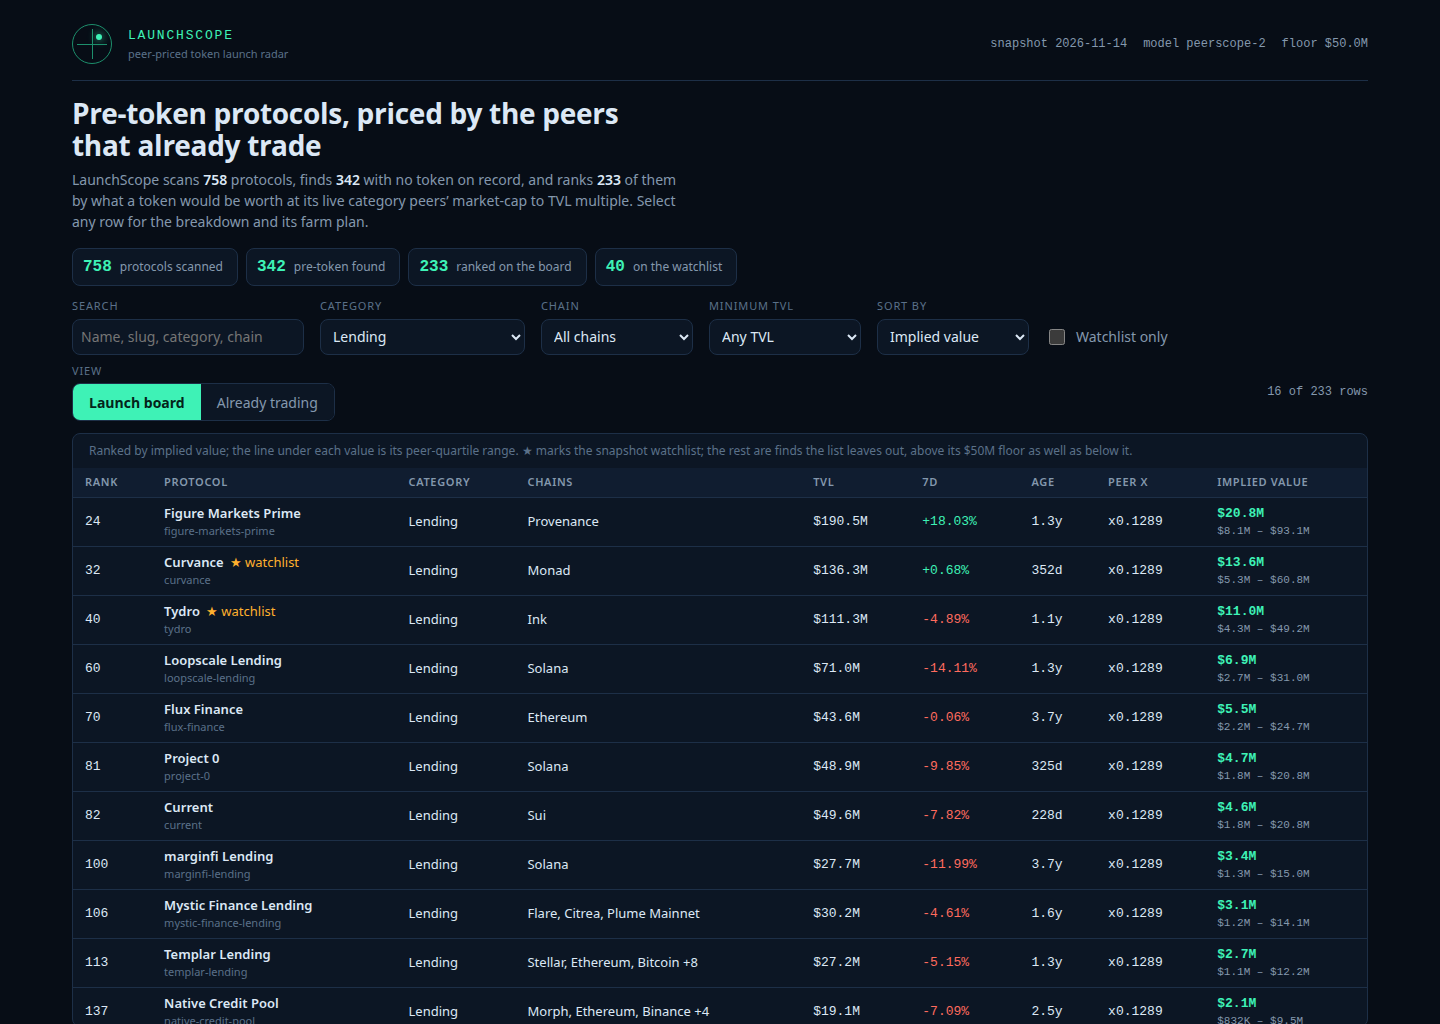 LAUNCHSCOPE
peer-priced token launch radar
snapshot 2026-11-14 model peerscope-2 floor $50.0M
Pre-token protocols, priced by the peers
that already trade
LaunchScope scans 758 protocols, finds 342 with no token on record, and ranks 233 of them
by what a token would be worth at its live category peers’ market-cap to TVL multiple. Select
any row for the breakdown and its farm plan.
758 protocols scanned 342 pre-token found 233 ranked on the board 40 on the watchlist
SEARCH CATEGORY CHAIN MINIMUM TVL SORT BY
Name, slug, category, chain Lending All chains Any TVL Implied value Watchlist only
VIEW
Launch board Already trading 16 of 233 rows
Ranked by implied value; the line under each value is its peer-quartile range. ★ marks the snapshot watchlist; the rest are finds the list leaves out, above its $50M floor as well as below it.
RANK PROTOCOL CATEGORY CHAINS TVL 7D AGE PEER X IMPLIED VALUE
24 Figure Markets Prime Lending Provenance $190.5M +18.03% 1.3y x0.1289 $20.8M
figure-markets-prime $8.1M – $93.1M
32 Curvance ★ watchlist Lending Monad $136.3M +0.68% 352d x0.1289 $13.6M
curvance $5.3M – $60.8M
40 Tydro ★ watchlist Lending Ink $111.3M -4.89% 1.1y x0.1289 $11.0M
tydro $4.3M – $49.2M
60 Loopscale Lending Lending Solana $71.0M -14.11% 1.3y x0.1289 $6.9M
loopscale-lending $2.7M – $31.0M
70 Flux Finance Lending Ethereum $43.6M -0.06% 3.7y x0.1289 $5.5M
flux-finance $2.2M – $24.7M
81 Project 0 Lending Solana $48.9M -9.85% 325d x0.1289 $4.7M
project-0 $1.8M – $20.8M
82 Current Lending Sui $49.6M -7.82% 228d x0.1289 $4.6M
current $1.8M – $20.8M
100 marginfi Lending Lending Solana $27.7M -11.99% 3.7y x0.1289 $3.4M
marginfi-lending $1.3M – $15.0M
106 Mystic Finance Lending Lending Flare, Citrea, Plume Mainnet $30.2M -4.61% 1.6y x0.1289 $3.1M
mystic-finance-lending $1.2M – $14.1M
113 Templar Lending Lending Stellar, Ethereum, Bitcoin +8 $27.2M -5.15% 1.3y x0.1289 $2.7M
templar-lending $1.1M – $12.2M
137 Native Credit Pool Lending Morph, Ethereum, Binance +4 $19.1M -7.09% 2.5y x0.1289 $2.1M
native-credit-pool $832K – $9.5M